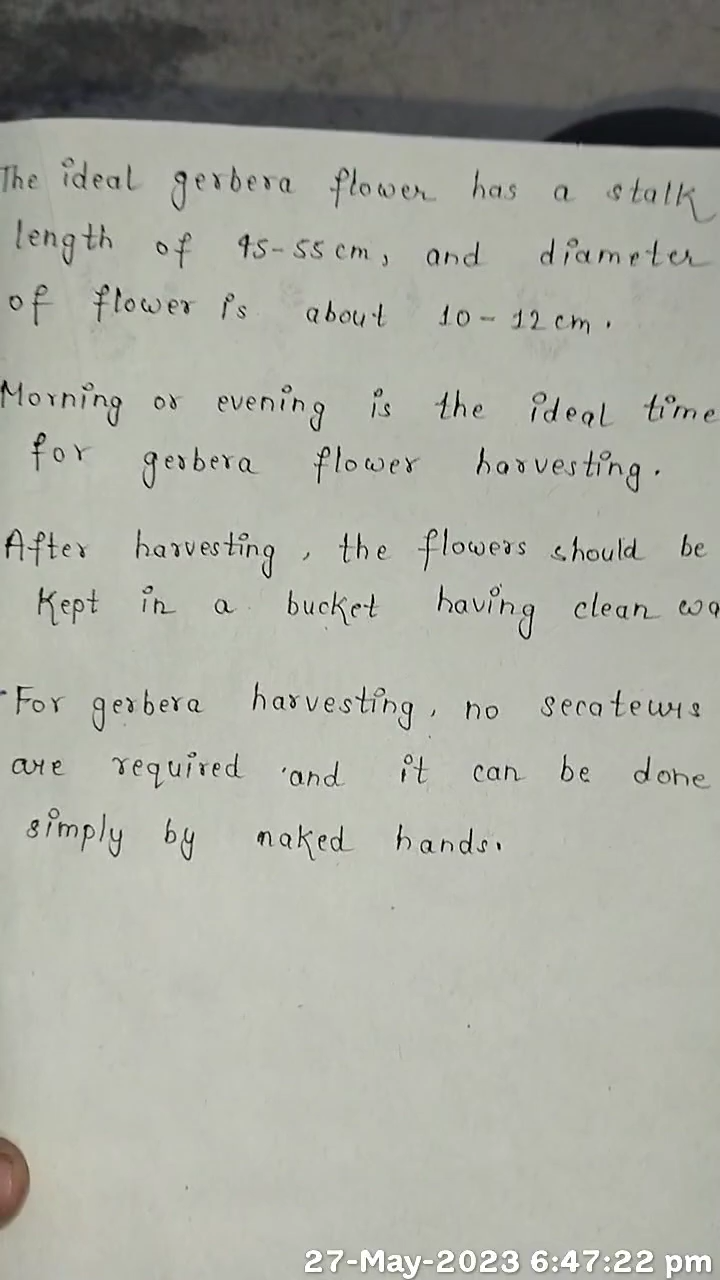 The ideal gerbera flower has a stalk
length of 45-55 cm, and diameter
of flower is about 10-12 cm.
Morning or evening is the ideal time
for gerbera flower harvesting.
After harvesting, the flowers should be
Kept in a bucket having clean wa
For gerbera harvesting, no secateurs
are required and it can be done
simply by naked hands.
27-May-2023 6:47:22 pm